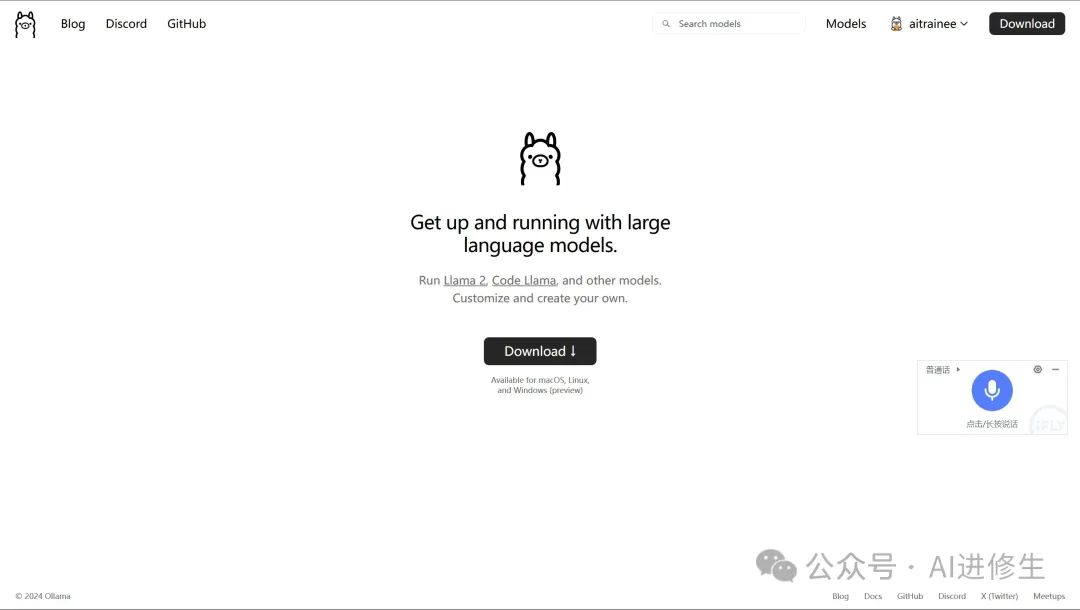 Blog Discord GitHub Search models Models aitrainee Download
Get up and running with large
language models.
Run Llama 2, Code Llama, and other models.
Customize and create your own.
Download ↓
Available for macOS, Linux,
and Windows (preview)
普通话
点击/长按说话
iFLY
公众号 · AI进修生
© 2024 Ollama Blog Docs GitHub Discord X (Twitter) Meetups